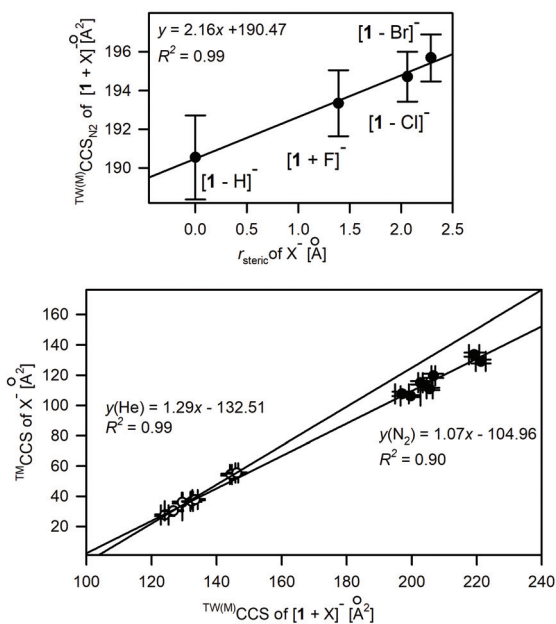 y = 2.16x +190.47
R² = 0.99
[1 - Br]⁻
[1 - Cl]⁻
[1 + F]⁻
[1 - H]⁻
196
194
192
190
TW(M)CCS_N2 of [1 + X]⁻ [Å²]
0.0 0.5 1.0 1.5 2.0 2.5
r_steric of X⁻ [Å]
160
140
120
100
80
60
40
20
TMCCS of X⁻ [Å²]
y(He) = 1.29x - 132.51
R² = 0.99
y(N₂) = 1.07x - 104.96
R² = 0.90
100 120 140 160 180 200 220 240
TW(M)CCS of [1 + X]⁻ [Å²]